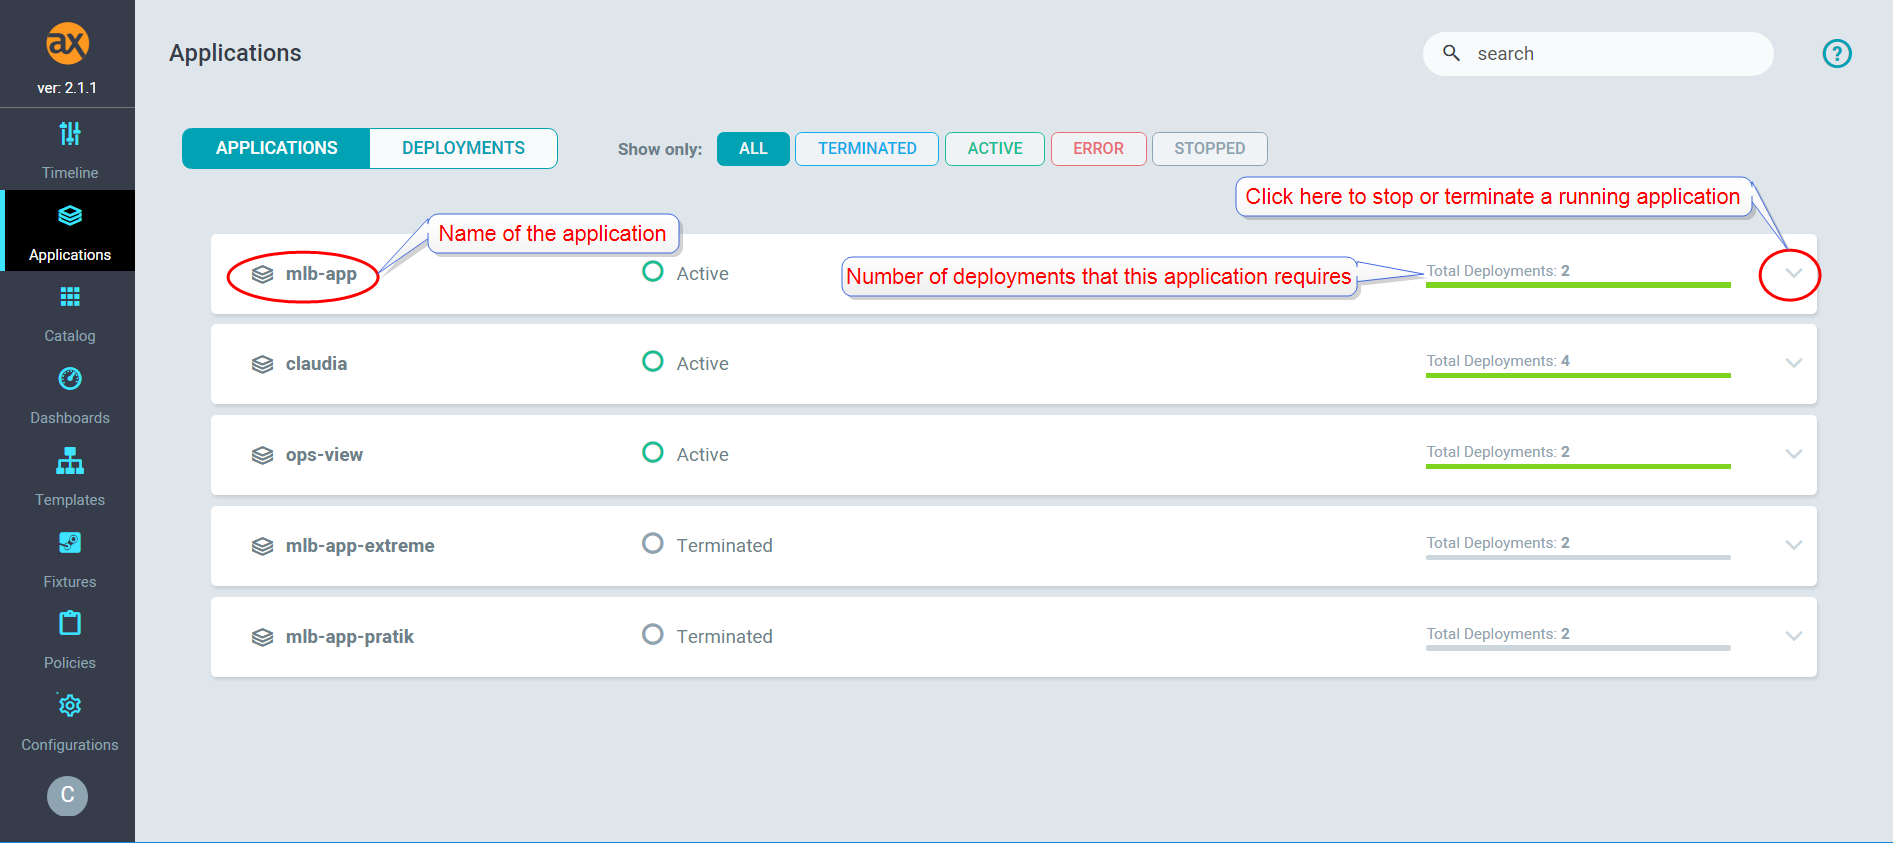 ax
ver: 2.1.1
Timeline
Applications
Catalog
Dashboards
Templates
Fixtures
Policies
Configurations
C
Applications
search
?
APPLICATIONS DEPLOYMENTS
Show only: ALL TERMINATED ACTIVE ERROR STOPPED
Click here to stop or terminate a running application
Name of the application
Number of deployments that this application requires
mlb-app Active Total Deployments: 2
claudia Active Total Deployments: 4
ops-view Active Total Deployments: 2
mlb-app-extreme Terminated Total Deployments: 2
mlb-app-pratik Terminated Total Deployments: 2